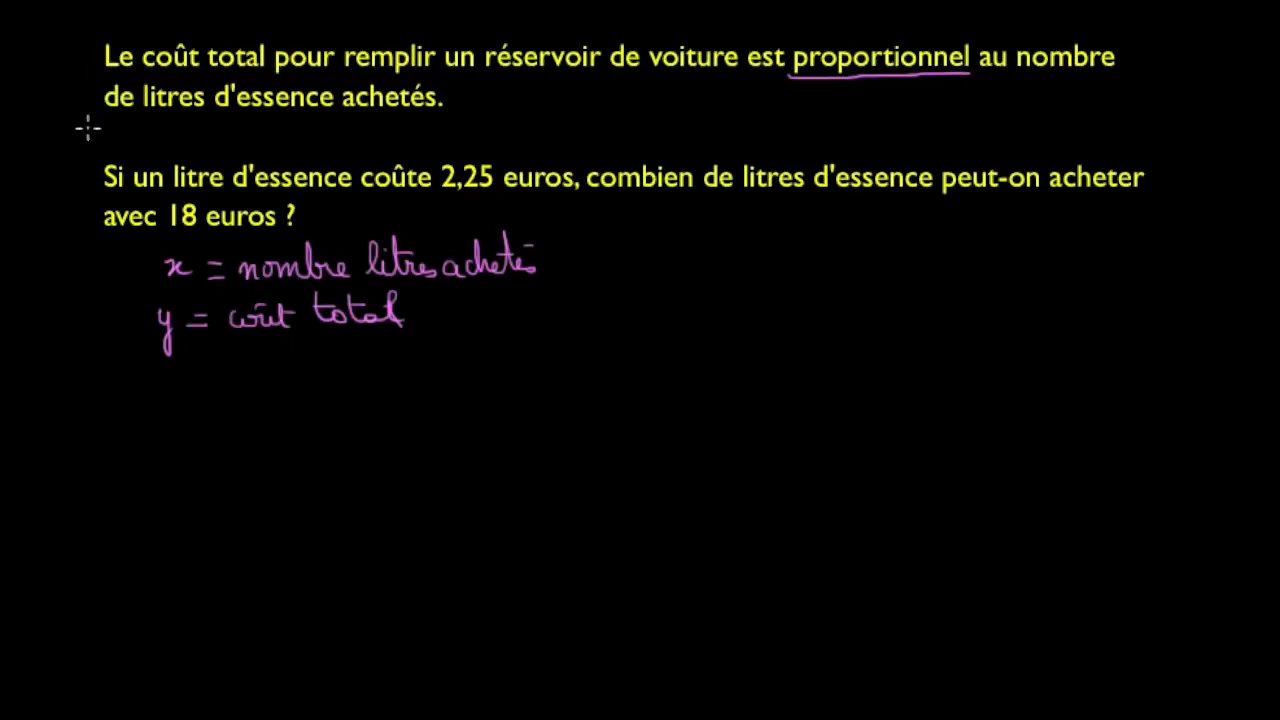 Le coût total pour remplir un réservoir de voiture est proportionnel au nombre
de litres d'essence achetés.
Si un litre d'essence coûte 2,25 euros, combien de litres d'essence peut-on acheter
avec 18 euros ?
x = nombre litres achetés
y = coût total